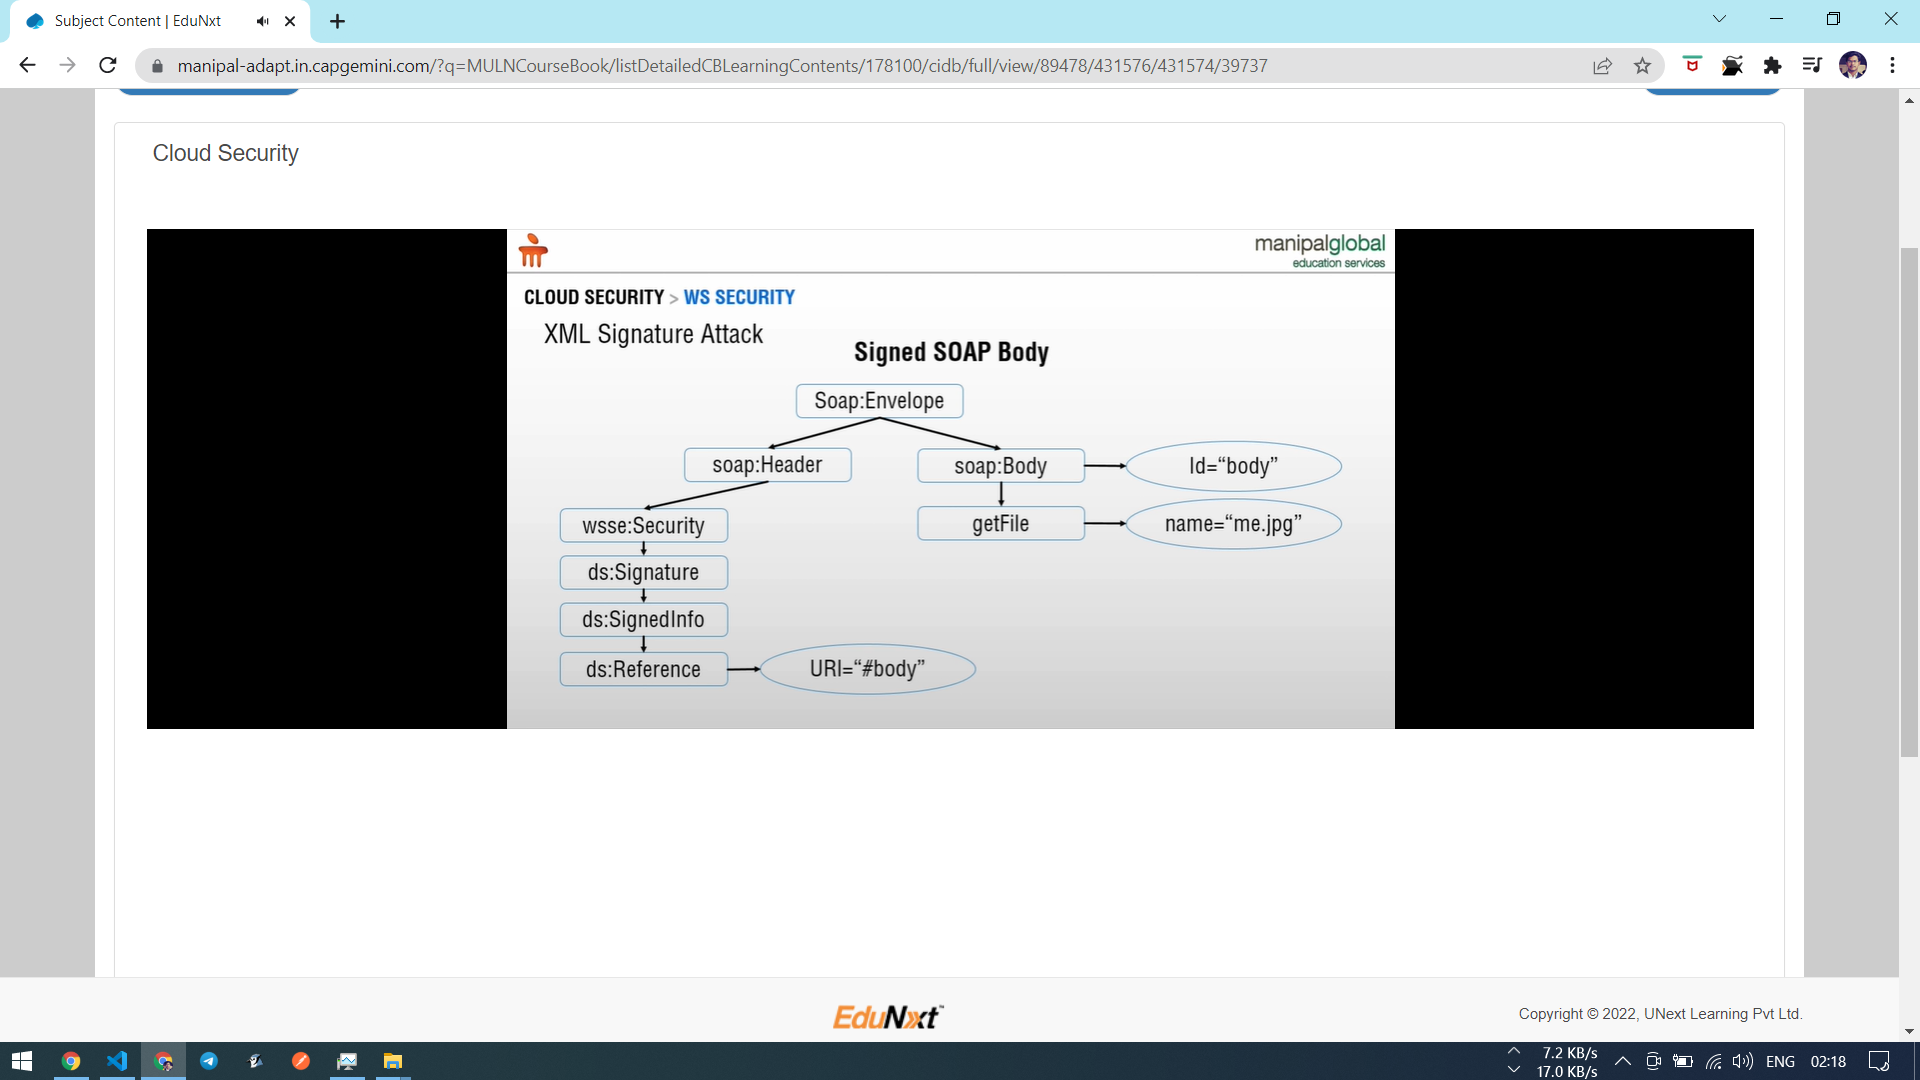 Subject Content | EduNxt
manipal-adapt.in.capgemini.com/?q=MULNCourseBook/listDetailedCBLearningContents/178100/cidb/full/view/89478/431576/431574/39737
Cloud Security
manipalglobal
education services
CLOUD SECURITY > WS SECURITY
XML Signature Attack
Signed SOAP Body
Soap:Envelope
soap:Header
soap:Body
Id=“body”
wsse:Security
getFile
name=“me.jpg”
ds:Signature
ds:SignedInfo
ds:Reference
URI=“#body”
EduNxt™
Copyright © 2022, UNext Learning Pvt Ltd.
7.2 KB/s
17.0 KB/s
ENG
02:18